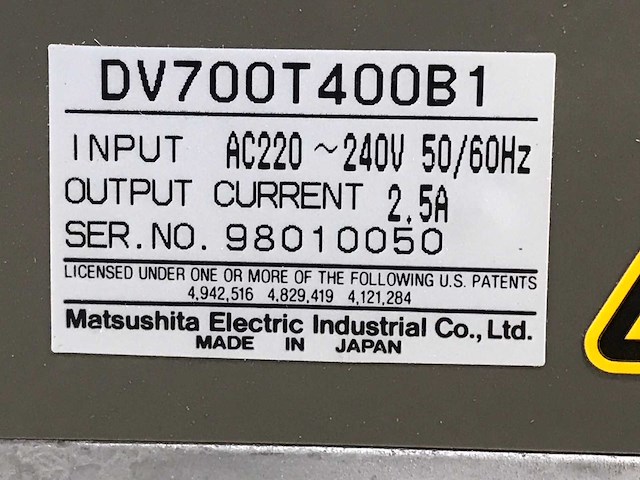 DV700T400B1
INPUT AC220~240V 50/60Hz
OUTPUT CURRENT 2.5A
SER.NO. 98010050
LICENSED UNDER ONE OR MORE OF THE FOLLOWING U.S. PATENTS
4,942,516 4,829,419 4,121,284
Matsushita Electric Industrial Co., Ltd.
MADE IN JAPAN